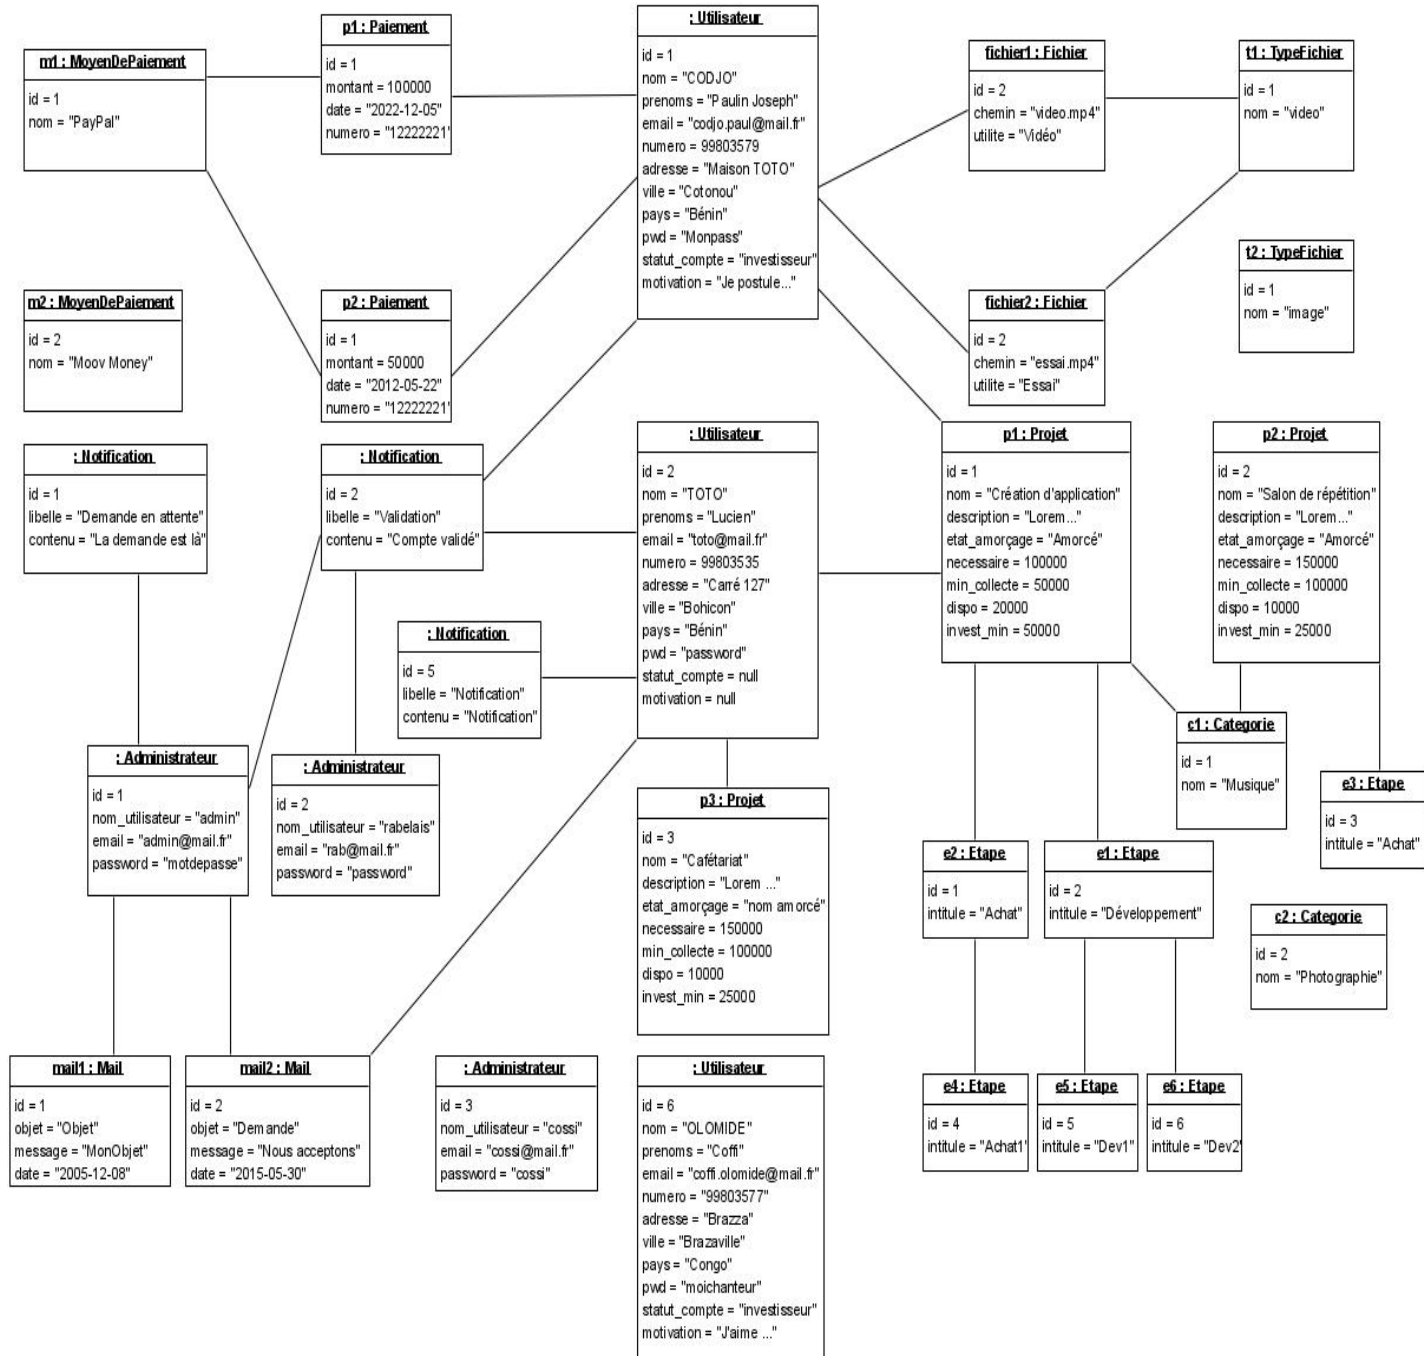 m1 : MoyenDePaiement
id = 1
nom = "PayPal"
p1 : Paiement
id = 1
montant = 100000
date = "2022-12-05"
numero = "12222221"
: Utilisateur
id = 1
nom = "CODJO"
prenoms = "Paulin Joseph"
email = "codjo.paul@mail.fr"
numero = 99803579
adresse = "Maison TOTO"
ville = "Cotonou"
pays = "Bénin"
pwd = "Monpass"
statut_compte = "investisseur"
motivation = "Je postule..."
fichier1 : Fichier
id = 2
chemin = "video.mp4"
utilite = "Vidéo"
t1 : TypeFichier
id = 1
nom = "video"
t2 : TypeFichier
id = 1
nom = "image"
m2 : MoyenDePaiement
id = 2
nom = "Moov Money"
p2 : Paiement
id = 1
montant = 50000
date = "2012-05-22"
numero = "12222221"
fichier2 : Fichier
id = 2
chemin = "essai.mp4"
utilite = "Essai"
: Notification
id = 1
libelle = "Demande en attente"
contenu = "La demande est là"
: Notification
id = 2
libelle = "Validation"
contenu = "Compte validé"
: Utilisateur
id = 2
nom = "TOTO"
prenoms = "Lucien"
email = "toto@mail.fr"
numero = 99803535
adresse = "Carré 127"
ville = "Bohicon"
pays = "Bénin"
pwd = "password"
statut_compte = null
motivation = null
p1 : Projet
id = 1
nom = "Création d'application"
description = "Lorem..."
etat_amorçage = "Amorcé"
necessaire = 100000
min_collecte = 50000
dispo = 20000
invest_min = 50000
p2 : Projet
id = 2
nom = "Salon de répétition"
description = "Lorem..."
etat_amorçage = "Amorcé"
necessaire = 150000
min_collecte = 100000
dispo = 10000
invest_min = 25000
: Notification
id = 5
libelle = "Notification"
contenu = "Notification"
: Administrateur
id = 1
nom_utilisateur = "admin"
email = "admin@mail.fr"
password = "motdepasse"
: Administrateur
id = 2
nom_utilisateur = "rabelais"
email = "rab@mail.fr"
password = "password"
p3 : Projet
id = 3
nom = "Cafétariat"
description = "Lorem ..."
etat_amorçage = "nom amorcé"
necessaire = 150000
min_collecte = 100000
dispo = 10000
invest_min = 25000
c1 : Categorie
id = 1
nom = "Musique"
e3 : Etape
id = 3
intitule = "Achat"
e2 : Etape
id = 1
intitule = "Achat"
e1 : Etape
id = 2
intitule = "Développement"
c2 : Categorie
id = 2
nom = "Photographie"
mail1 : Mail
id = 1
objet = "Objet"
message = "MonObjet"
date = "2005-12-08"
mail2 : Mail
id = 2
objet = "Demande"
message = "Nous acceptons"
date = "2015-05-30"
: Administrateur
id = 3
nom_utilisateur = "cossi"
email = "cossi@mail.fr"
password = "cossi"
: Utilisateur
id = 6
nom = "OLOMIDE"
prenoms = "Coffi"
email = "coffi.olomide@mail.fr"
numero = "99803577"
adresse = "Brazza"
ville = "Brazaville"
pays = "Congo"
pwd = "moichanteur"
statut_compte = "investisseur"
motivation = "J'aime ..."
e4 : Etape
id = 4
intitule = "Achat1"
e5 : Etape
id = 5
intitule = "Dev1"
e6 : Etape
id = 6
intitule = "Dev2"